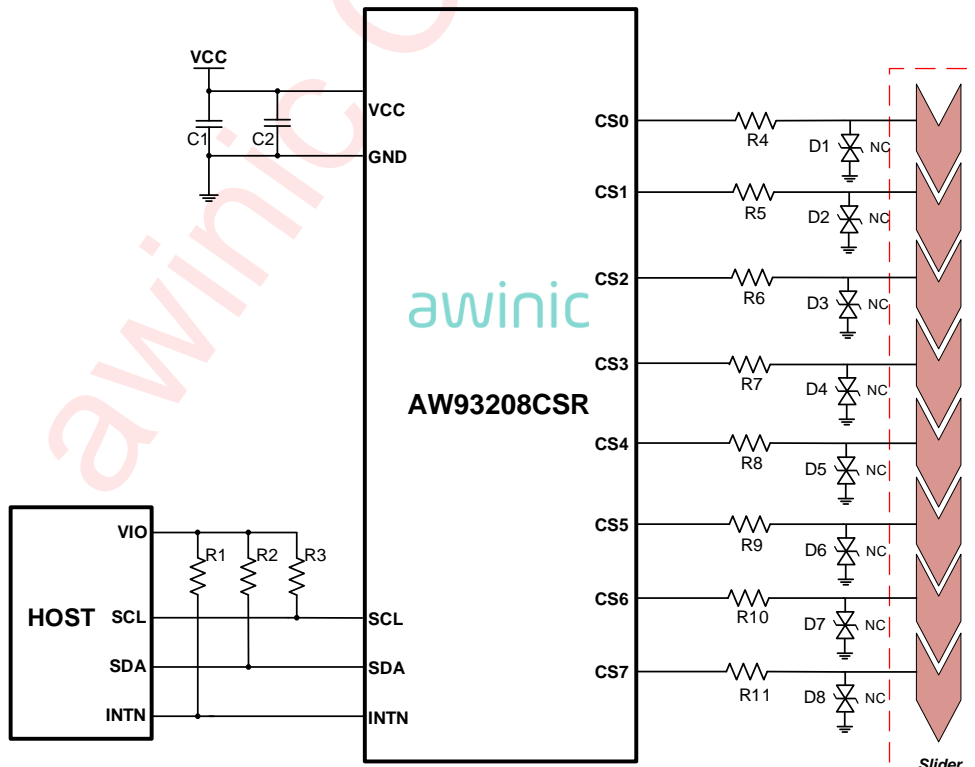 awinic C
VCC
C1
C2
VCC
GND
awinic
AW93208CSR
HOST
VIO
SCL
SDA
INTN
R1
R2
R3
SCL
SDA
INTN
CS0
R4
D1
NC
CS1
R5
D2
NC
CS2
R6
D3
NC
CS3
R7
D4
NC
CS4
R8
D5
NC
CS5
R9
D6
NC
CS6
R10
D7
NC
CS7
R11
D8
NC
Slider